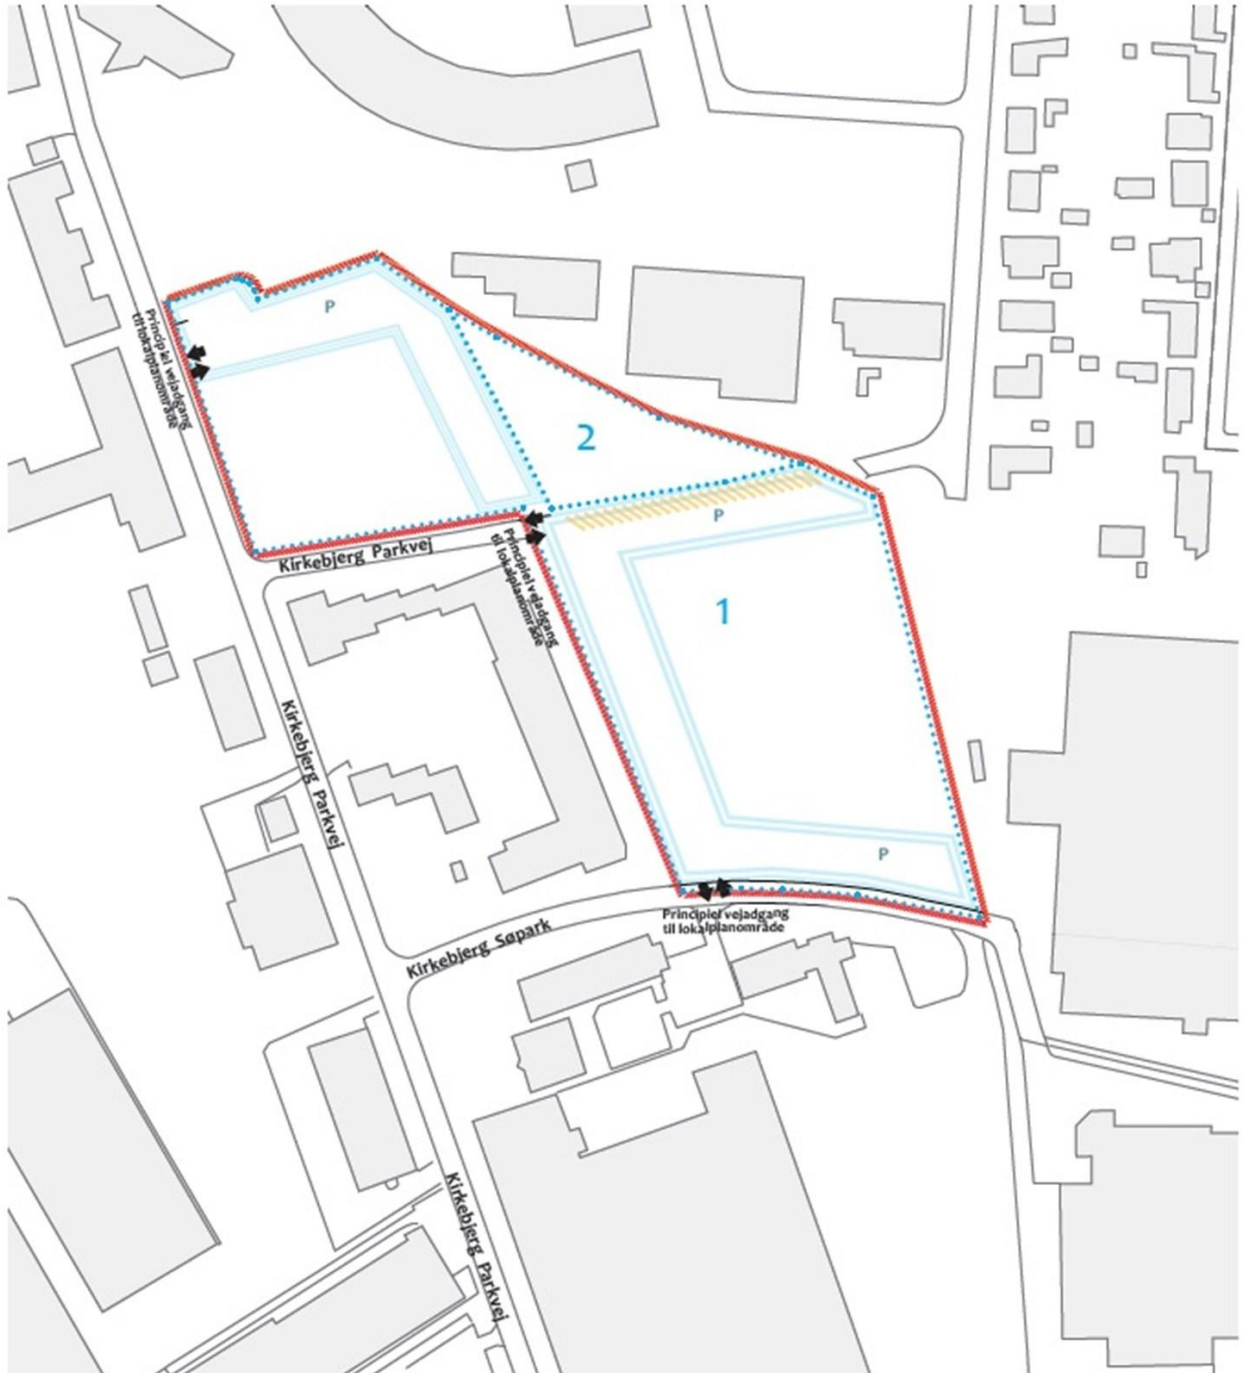 P
Principiel vejadgang
til lokalplanområde
2
P
Kirkebjerg Parkvej
Principiel vejadgang
til lokalplanområde
1
Kirkebjerg Parkvej
P
Principiel vejadgang
til lokalplanområde
Kirkebjerg Søpark
Kirkebjerg Parkvej